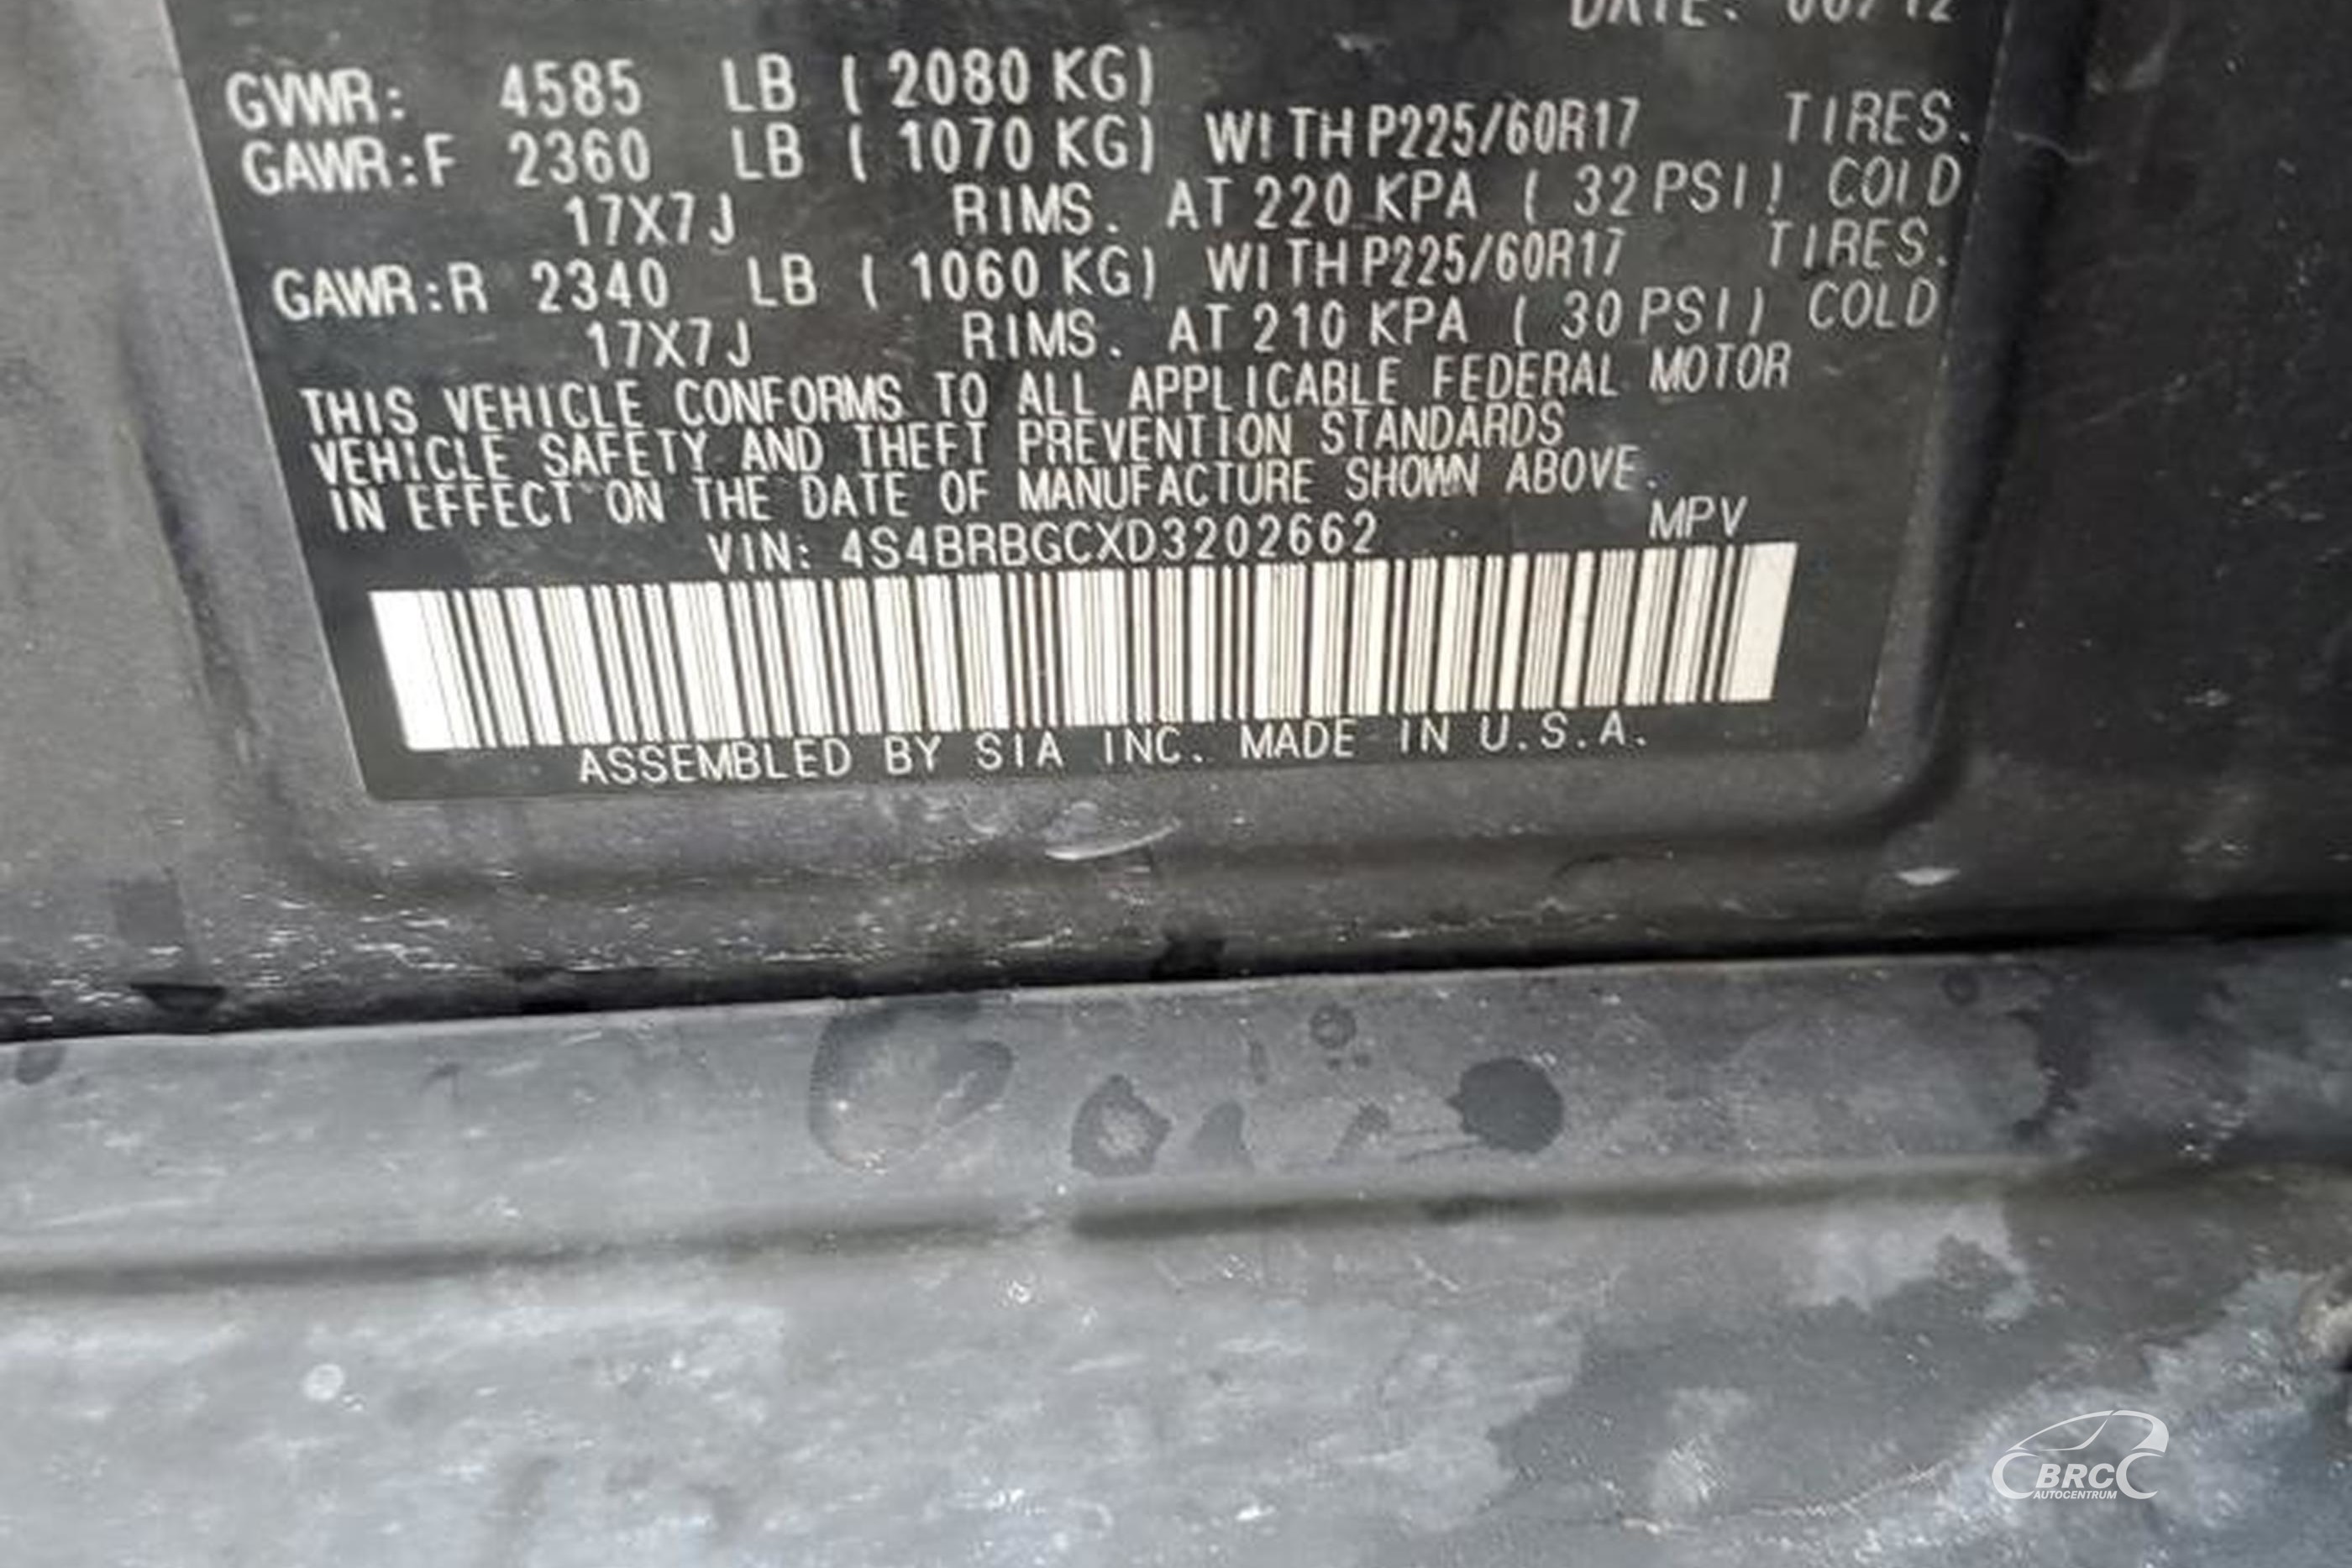 GVWR: 4585 LB ( 2080 KG)
GAWR:F 2360 LB ( 1070 KG) WITH P225/60R17 TIRES.
17X7J RIMS. AT 220 KPA ( 32 PSI) COLD
GAWR:R 2340 LB ( 1060 KG) WITH P225/60R17 TIRES.
17X7J RIMS. AT 210 KPA ( 30 PSI) COLD
THIS VEHICLE CONFORMS TO ALL APPLICABLE FEDERAL MOTOR
VEHICLE SAFETY AND THEFT PREVENTION STANDARDS
IN EFFECT ON THE DATE OF MANUFACTURE SHOWN ABOVE.
VIN: 4S4BRBGCXD3202662 MPV
ASSEMBLED BY SIA INC. MADE IN U.S.A.
BRC
AUTOCENTRUM